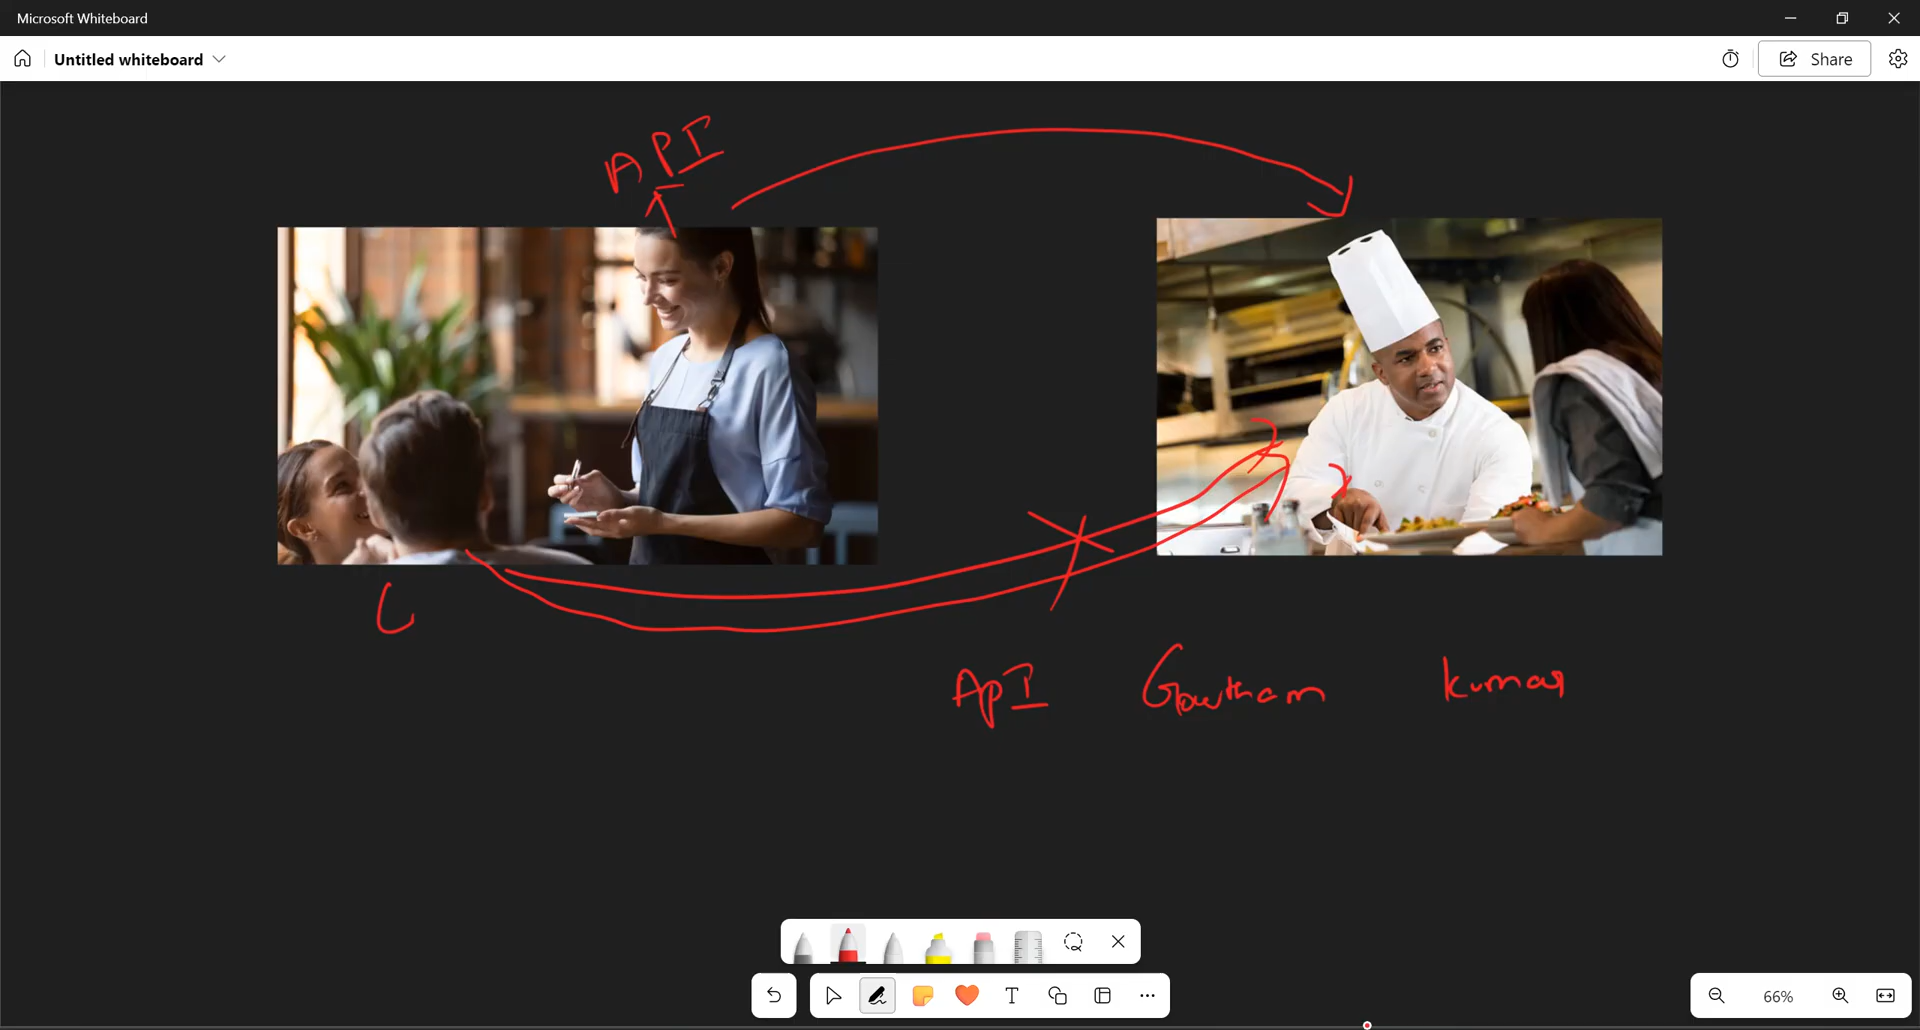 Microsoft Whiteboard
Untitled whiteboard
Share
API
C
ApI Gowtham kumar
66%